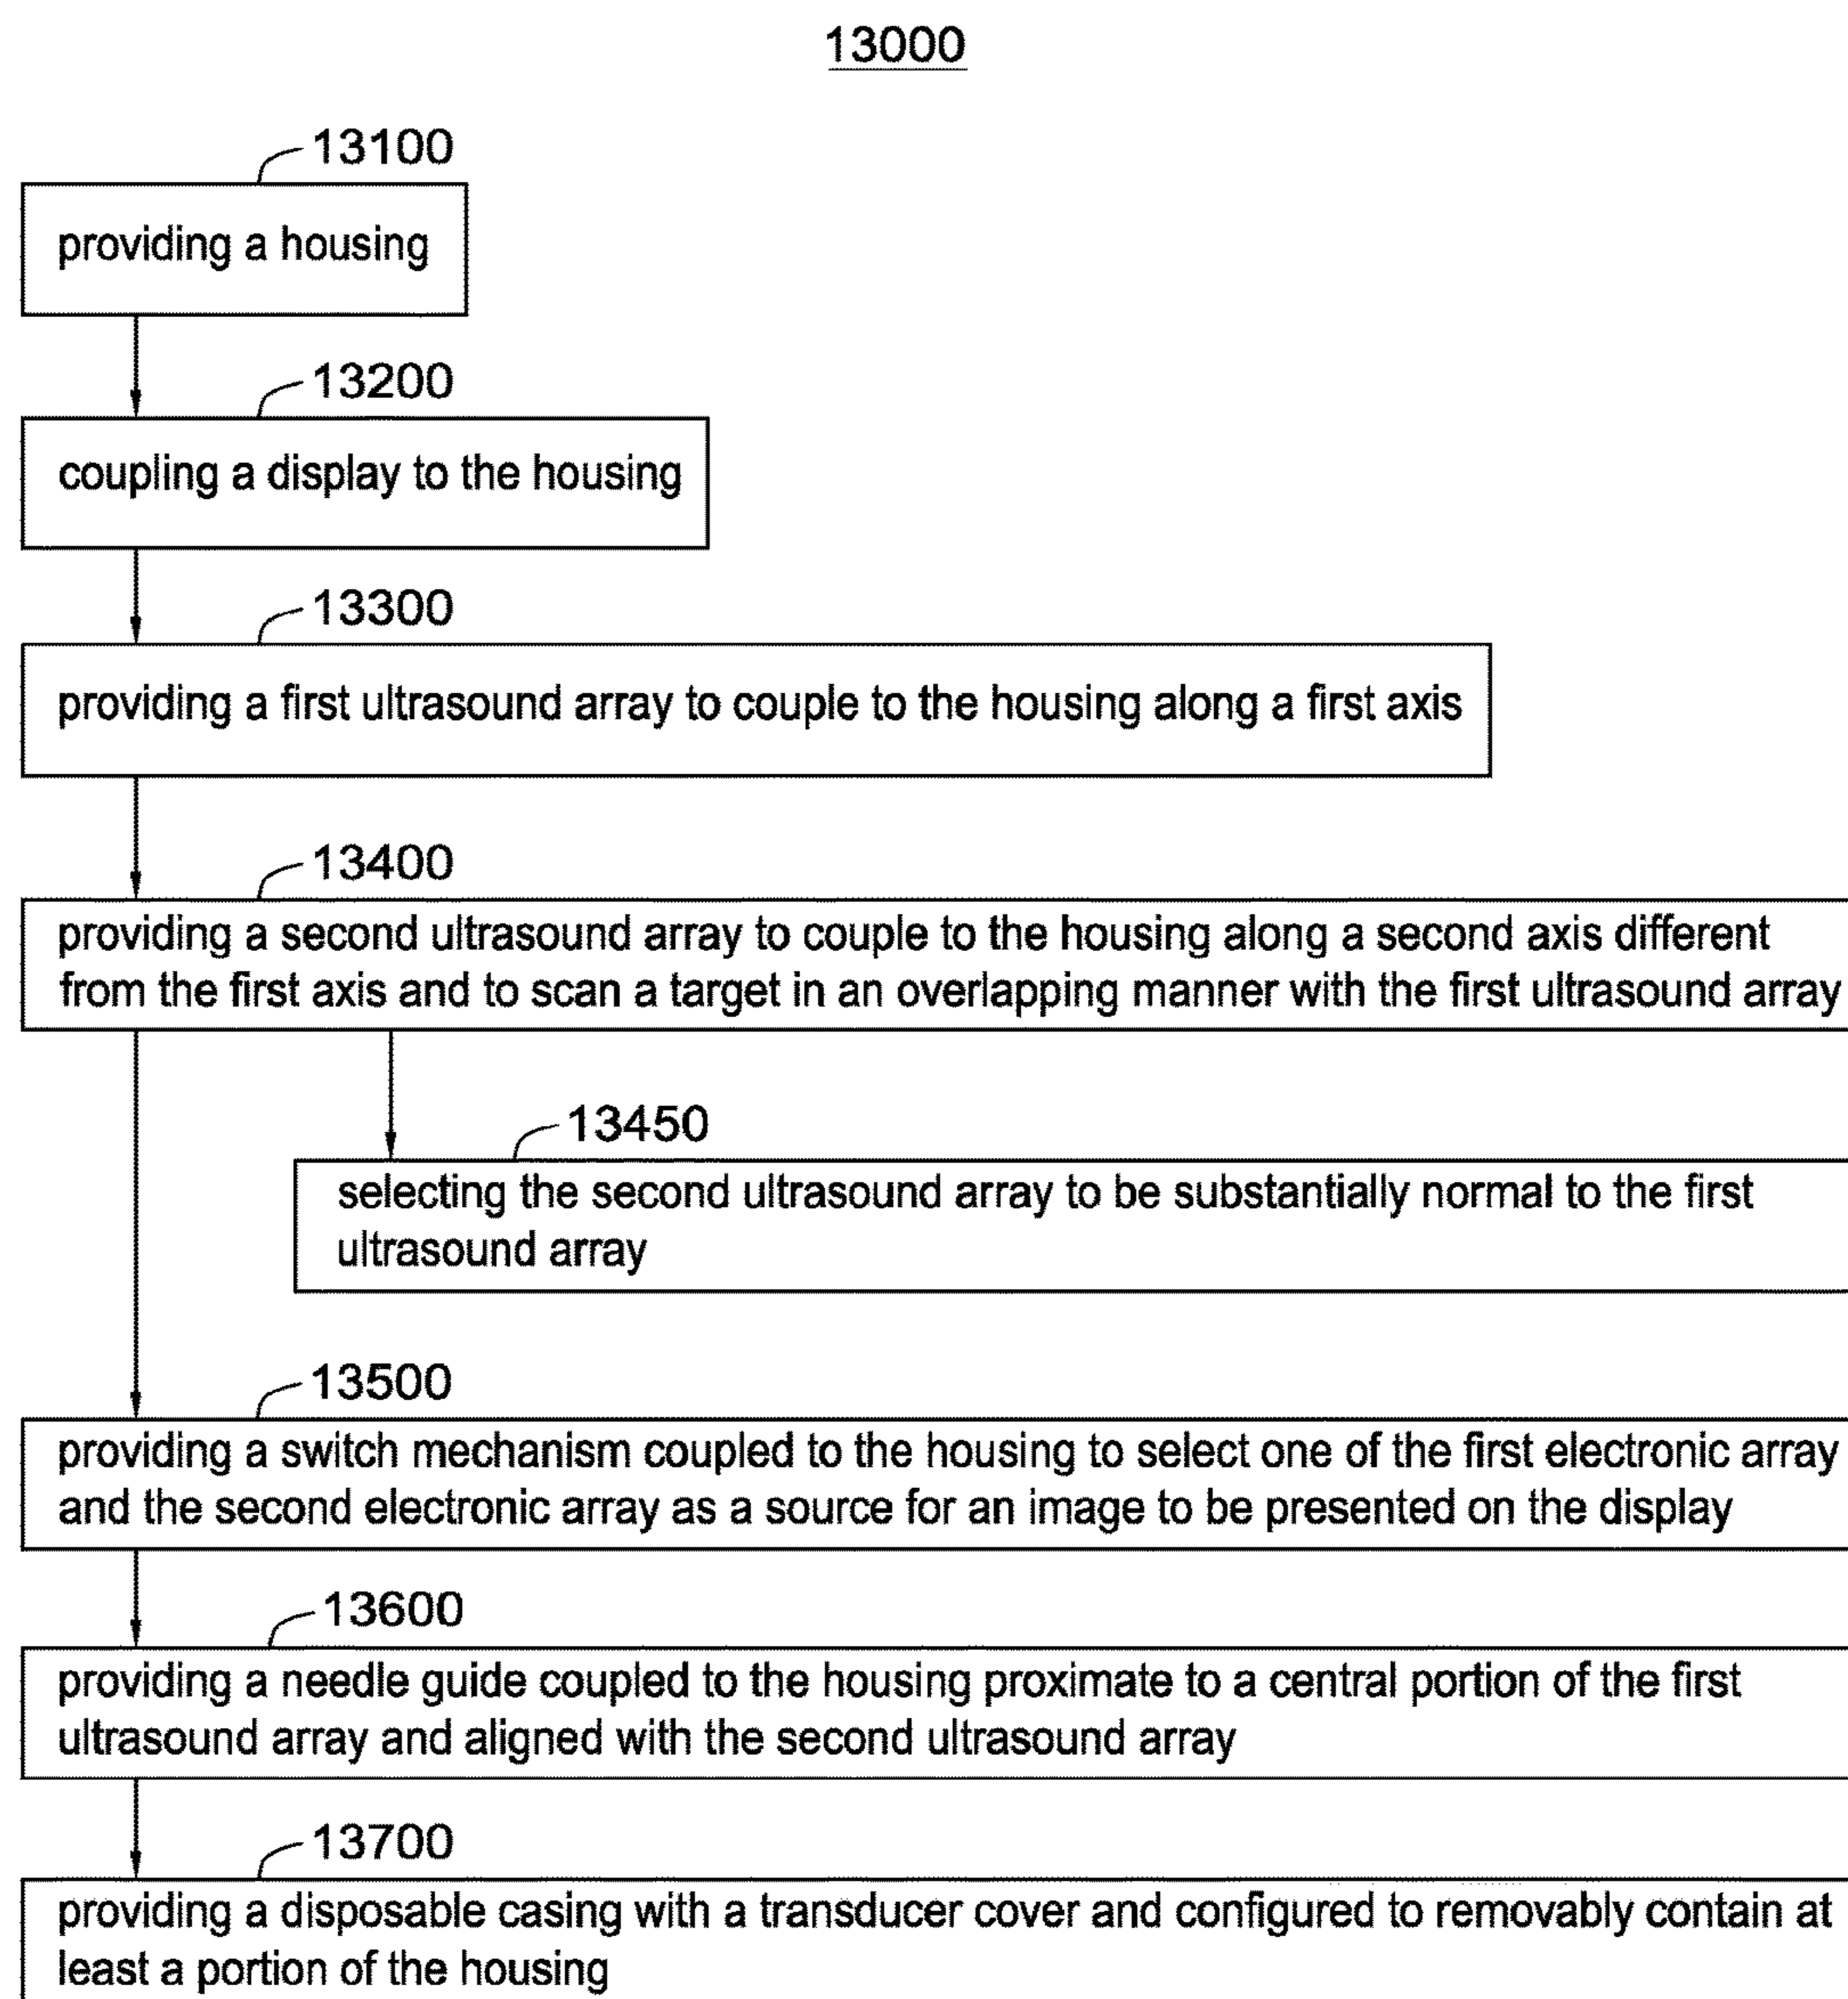 13000
13100
providing a housing
13200
coupling a display to the housing
13300
providing a first ultrasound array to couple to the housing along a first axis
13400
providing a second ultrasound array to couple to the housing along a second axis different
from the first axis and to scan a target in an overlapping manner with the first ultrasound array
13450
selecting the second ultrasound array to be substantially normal to the first
ultrasound array
13500
providing a switch mechanism coupled to the housing to select one of the first electronic array
and the second electronic array as a source for an image to be presented on the display
13600
providing a needle guide coupled to the housing proximate to a central portion of the first
ultrasound array and aligned with the second ultrasound array
13700
providing a disposable casing with a transducer cover and configured to removably contain at
least a portion of the housing